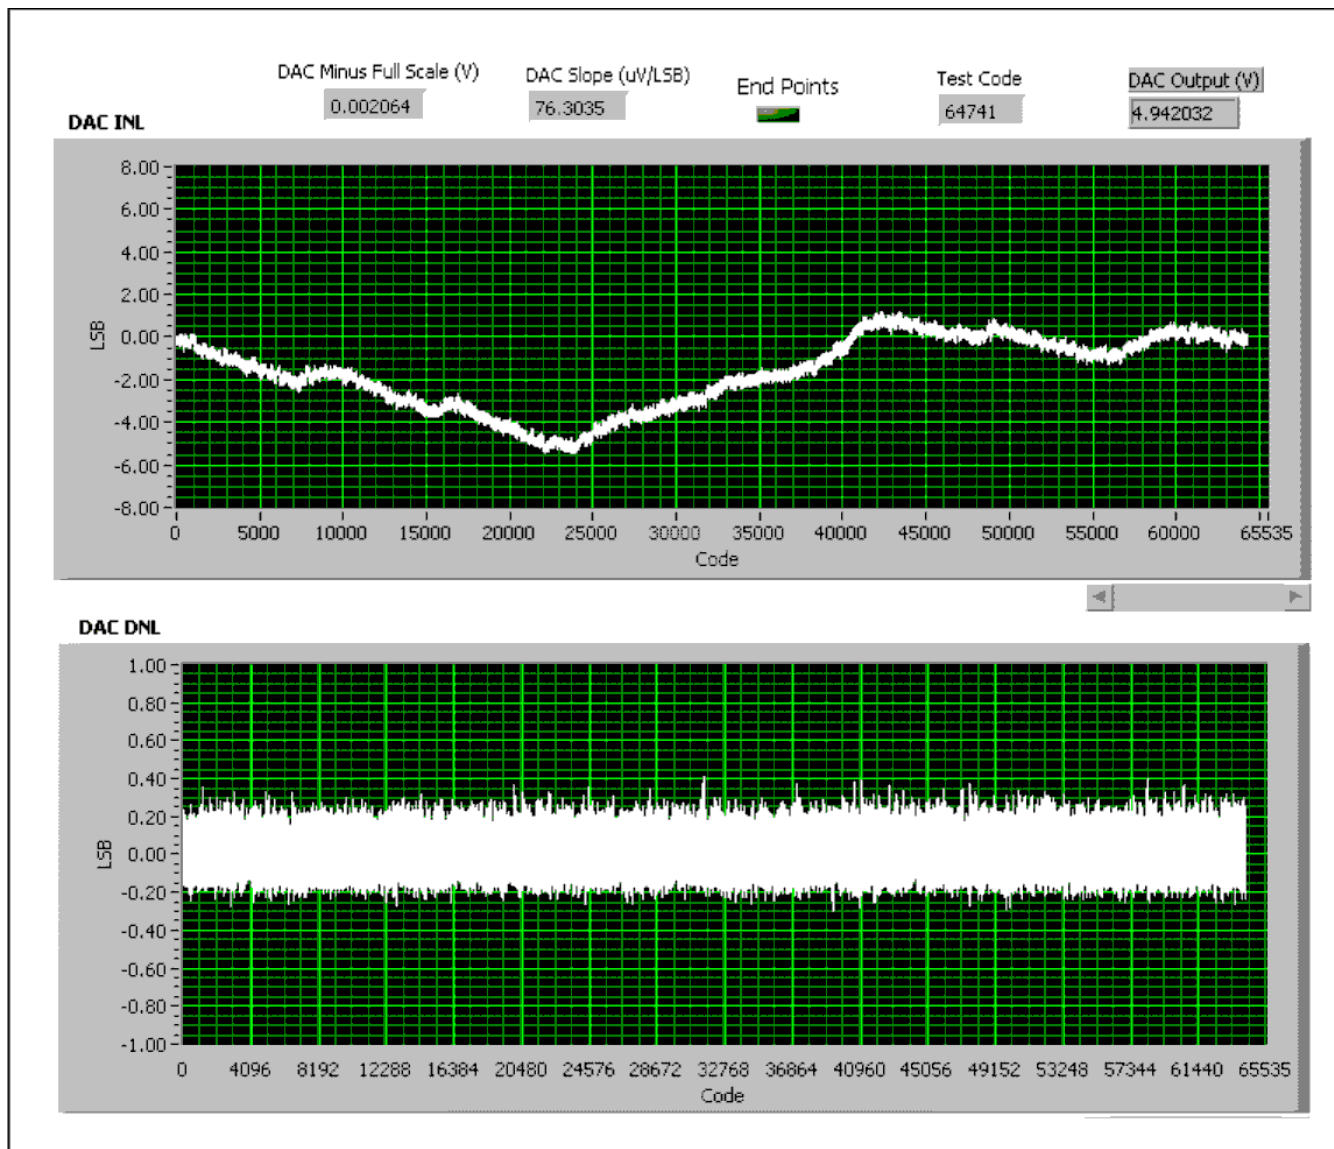 DAC Minus Full Scale (V) DAC Slope (uV/LSB) End Points Test Code DAC Output (V)
0.002064 76.3035 64741 4.942032
DAC INL
8.00
6.00
4.00
2.00
0.00
-2.00
-4.00
-6.00
-8.00
LSB
0 5000 10000 15000 20000 25000 30000 35000 40000 45000 50000 55000 60000 65535
Code
DAC DNL
1.00
0.80
0.60
0.40
0.20
0.00
-0.20
-0.40
-0.60
-0.80
-1.00
LSB
0 4096 8192 12288 16384 20480 24576 28672 32768 36864 40960 45056 49152 53248 57344 61440 65535
Code